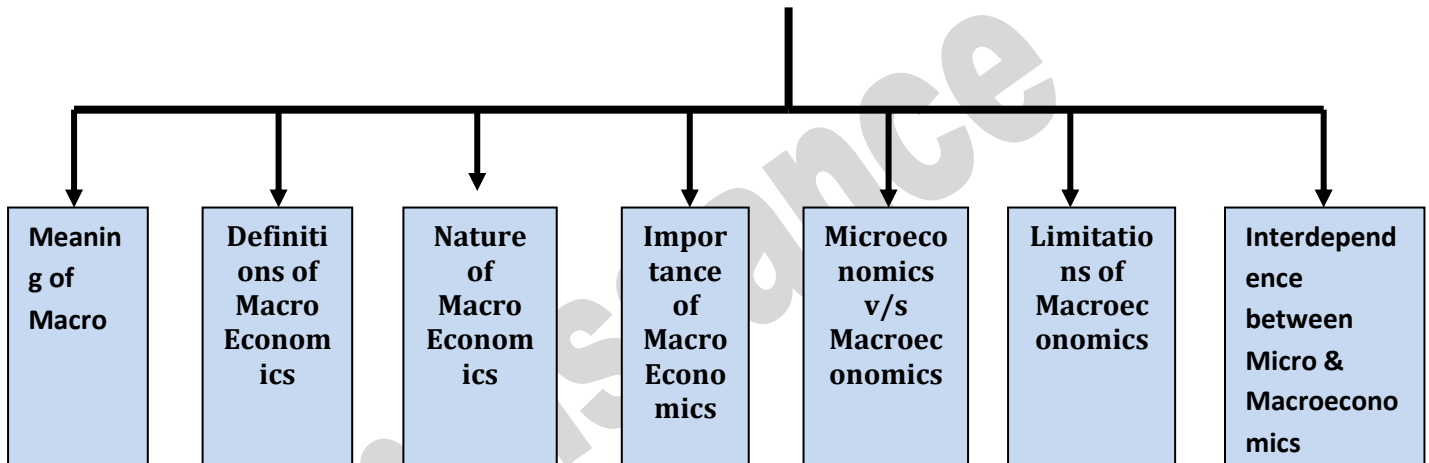 Meanin
g of
Macro
Definiti
ons of
Macro
Econom
ics
Nature
of
Macro
Econom
ics
Impor
tance
of
Macro
Econo
mics
Microeco
nomics
v/s
Macroec
onomics
Limitatio
ns of
Macroec
onomics
Interdepend
ence
between
Micro &
Macroecono
mics